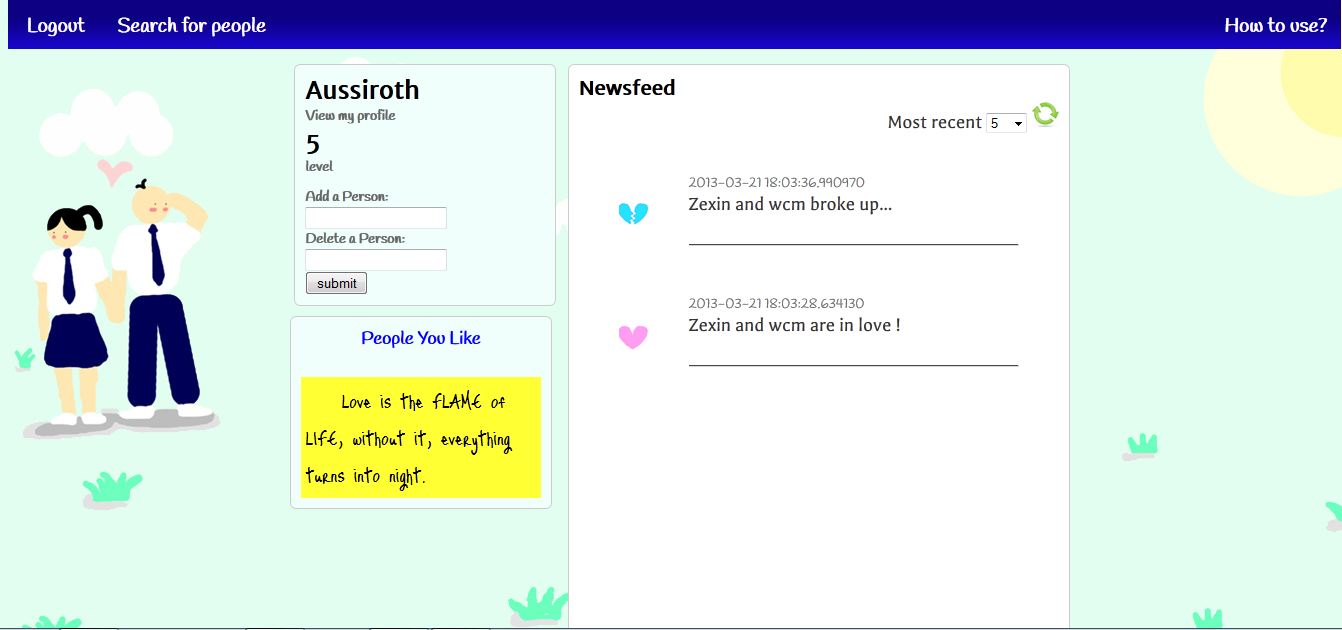 Logout Search for people How to use?
Aussiroth
View my profile
5
level
Add a Person:
Delete a Person:
submit
People You Like
Love is the FLAME of
LIFE, without it, everything
turns into night.
Newsfeed
Most recent 5
2013-03-21 18:03:36.990970
Zexin and wcm broke up...
2013-03-21 18:03:28.634130
Zexin and wcm are in love !